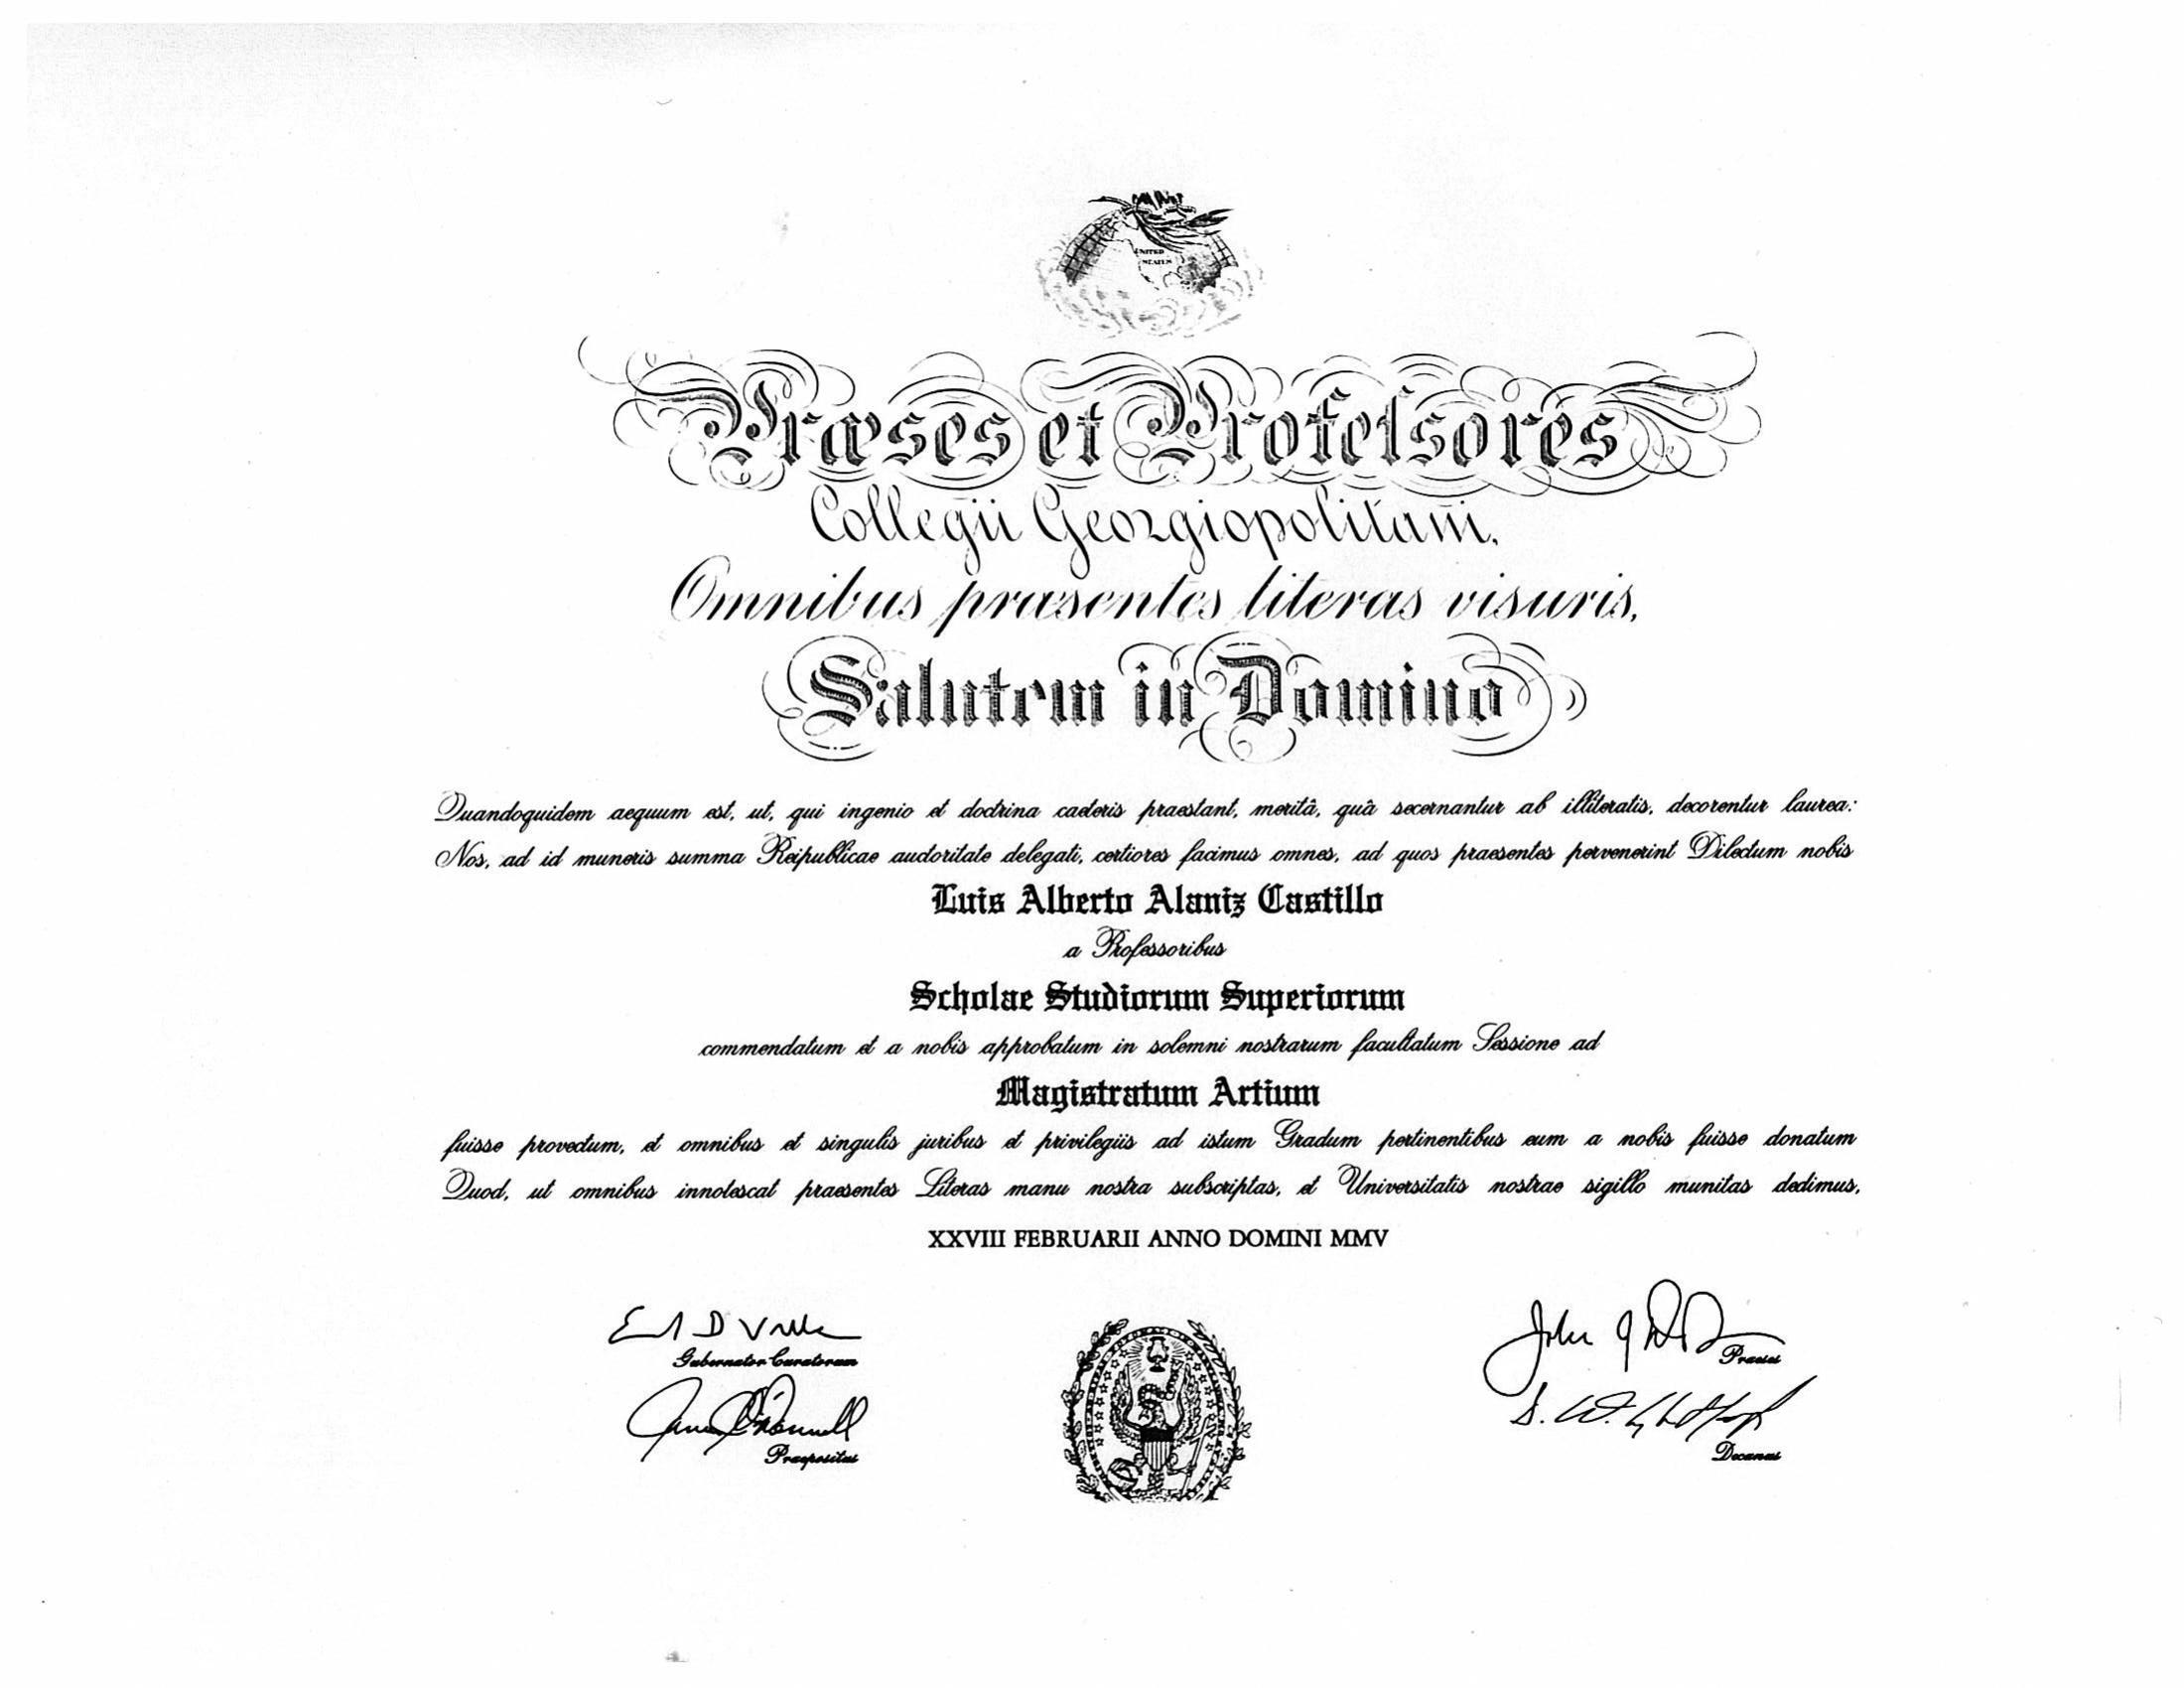 UNITED
STATES
Præses et Profeſsores
Collegii Georgiopolitani,
Omnibus præsentes literas visuris,
Salutem in Domino
Quandoquidem aequum est, ut, qui ingenio et doctrina caeteris praestant, meritâ, quâ secernantur ab illiteratis, decorentur laurea:
Nos, ad id muneris summa Reipublicae auctoritate delegati, certiores facimus omnes, ad quos praesentes pervenerint Dilectum nobis
Luis Alberto Alaniz Castillo
a Professoribus
Scholae Studiorum Superiorum
commendatum et a nobis approbatum in solemni nostrarum facultatum Sessione ad
Magistratum Artium
fuisse provectum, et omnibus et singulis juribus et privilegiis ad istum Gradum pertinentibus eum a nobis fuisse donatum
Quod, ut omnibus innotescat praesentes Literas manu nostra subscriptas, et Universitatis nostrae sigillo munitas dedimus,
XXVIII FEBRUARII ANNO DOMINI MMV
Gubernator Curatorum
Praeses
Praepositus
Decanus